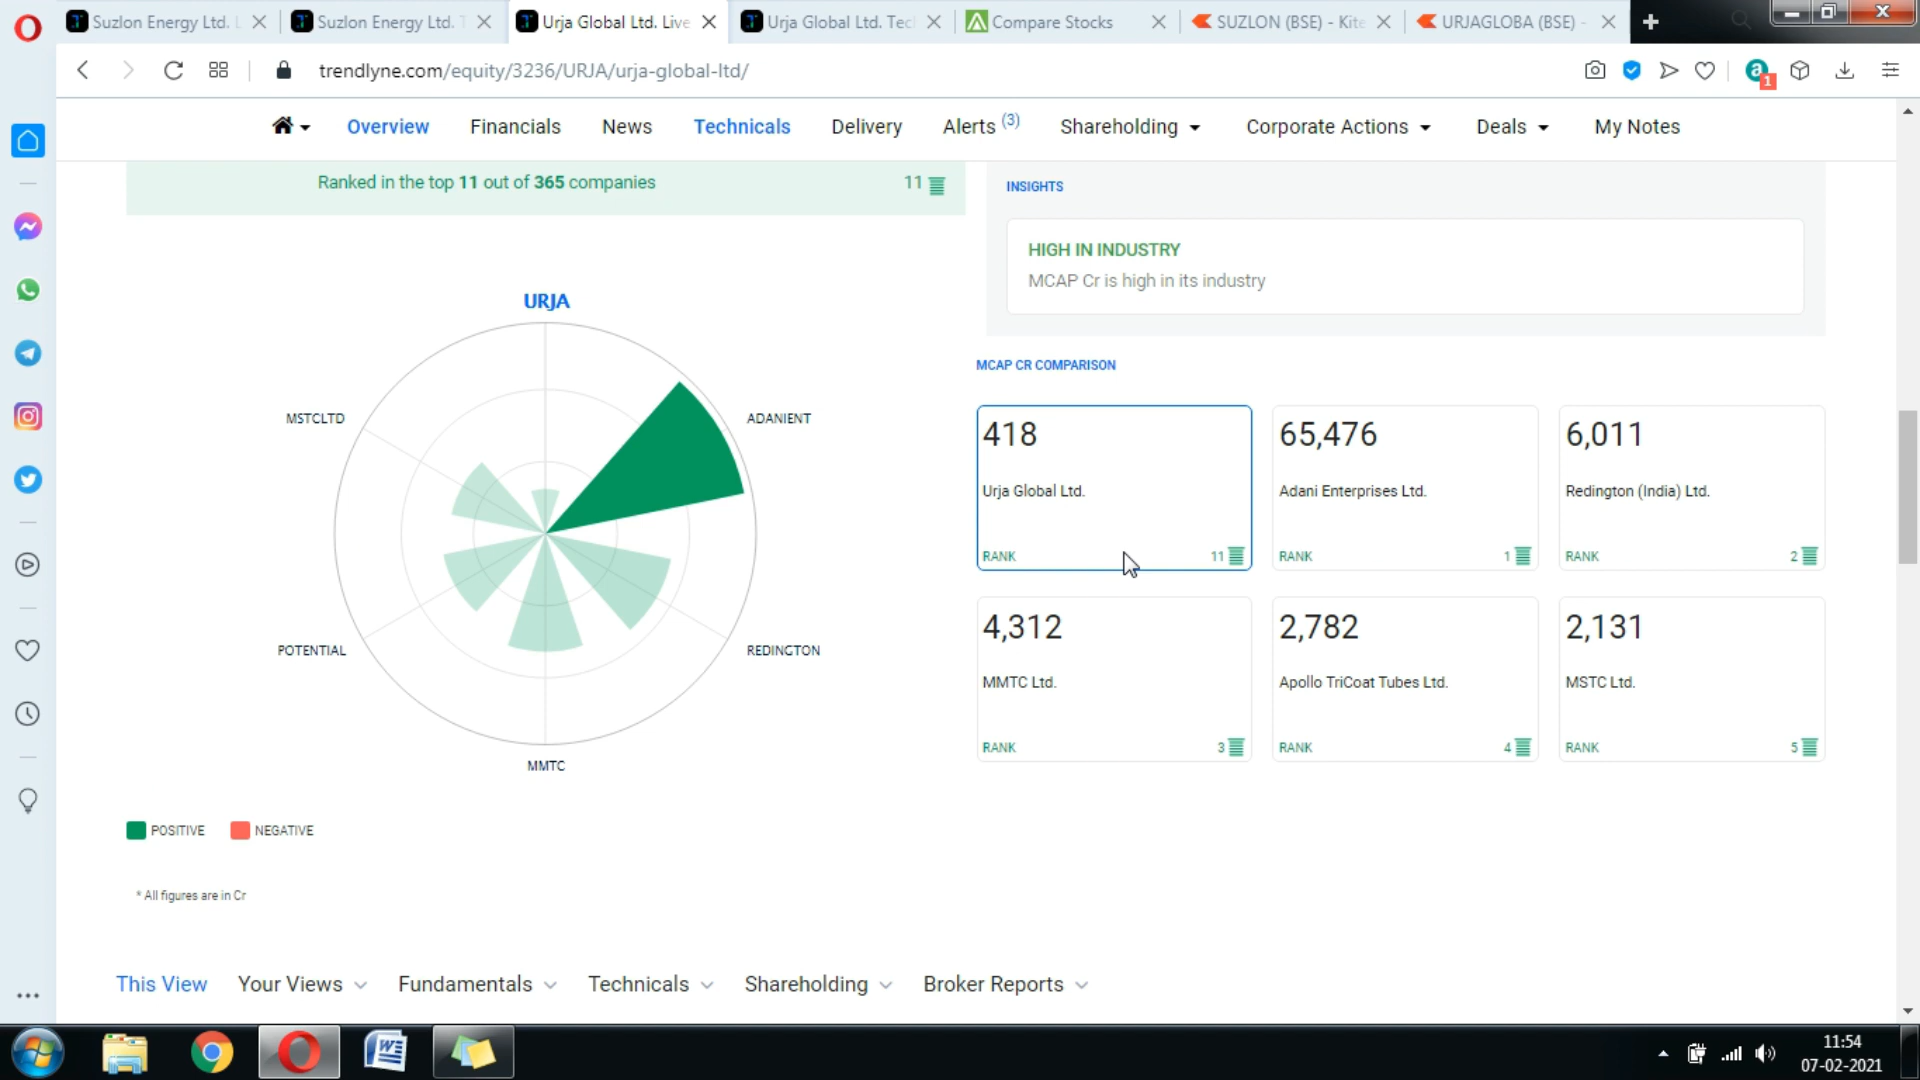 Suzlon Energy Ltd. L
Suzlon Energy Ltd. T
Urja Global Ltd. Live
Urja Global Ltd. Tec
Compare Stocks
SUZLON (BSE) - Kite
URJAGLOBA (BSE) -
trendlyne.com/equity/3236/URJA/urja-global-ltd/
1
Overview
Financials
News
Technicals
Delivery
Alerts (3)
Shareholding
Corporate Actions
Deals
My Notes
Ranked in the top 11 out of 365 companies
11
INSIGHTS
HIGH IN INDUSTRY
MCAP Cr is high in its industry
URJA
MSTCLTD
ADANIENT
POTENTIAL
REDINGTON
MMTC
MCAP CR COMPARISON
418
Urja Global Ltd.
RANK
11
65,476
Adani Enterprises Ltd.
RANK
1
6,011
Redington (India) Ltd.
RANK
2
4,312
MMTC Ltd.
RANK
3
2,782
Apollo TriCoat Tubes Ltd.
RANK
4
2,131
MSTC Ltd.
RANK
5
POSITIVE
NEGATIVE
* All figures are in Cr
This View
Your Views
Fundamentals
Technicals
Shareholding
Broker Reports
11:54
07-02-2021